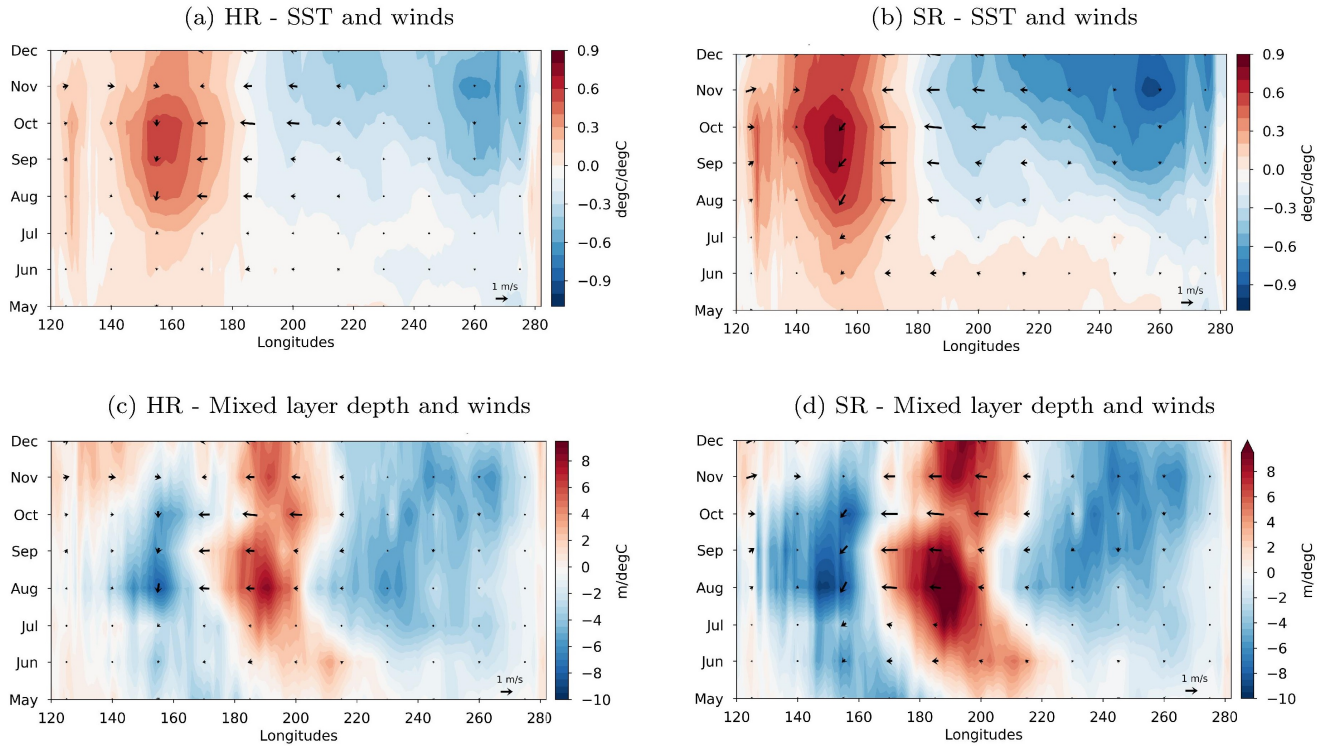 (a) HR - SST and winds
(b) SR - SST and winds
Dec
Nov
Oct
Sep
Aug
Jul
Jun
May
120 140 160 180 200 220 240 260 280
Longitudes
1 m/s
0.9
0.6
0.3
0.0
−0.3
−0.6
−0.9
degC/degC
Dec
Nov
Oct
Sep
Aug
Jul
Jun
May
120 140 160 180 200 220 240 260 280
Longitudes
1 m/s
0.9
0.6
0.3
0.0
−0.3
−0.6
−0.9
degC/degC
(c) HR - Mixed layer depth and winds
(d) SR - Mixed layer depth and winds
Dec
Nov
Oct
Sep
Aug
Jul
Jun
May
120 140 160 180 200 220 240 260 280
Longitudes
1 m/s
8
6
4
2
0
−2
−4
−6
−8
−10
m/degC
Dec
Nov
Oct
Sep
Aug
Jul
Jun
May
120 140 160 180 200 220 240 260 280
Longitudes
1 m/s
8
6
4
2
0
−2
−4
−6
−8
−10
m/degC